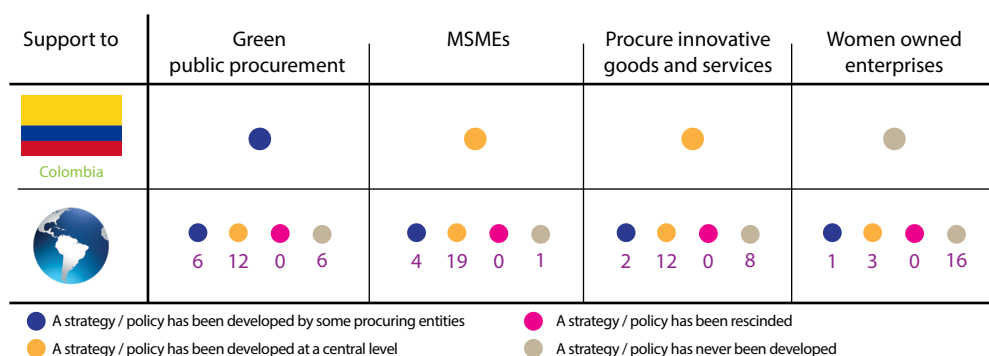 Support to
Green
public procurement
MSMEs
Procure innovative
goods and services
Women owned
enterprises
Colombia
6 12 0 6
4 19 0 1
2 12 0 8
1 3 0 16
A strategy / policy has been developed by some procuring entities
A strategy / policy has been rescinded
A strategy / policy has been developed at a central level
A strategy / policy has never been developed